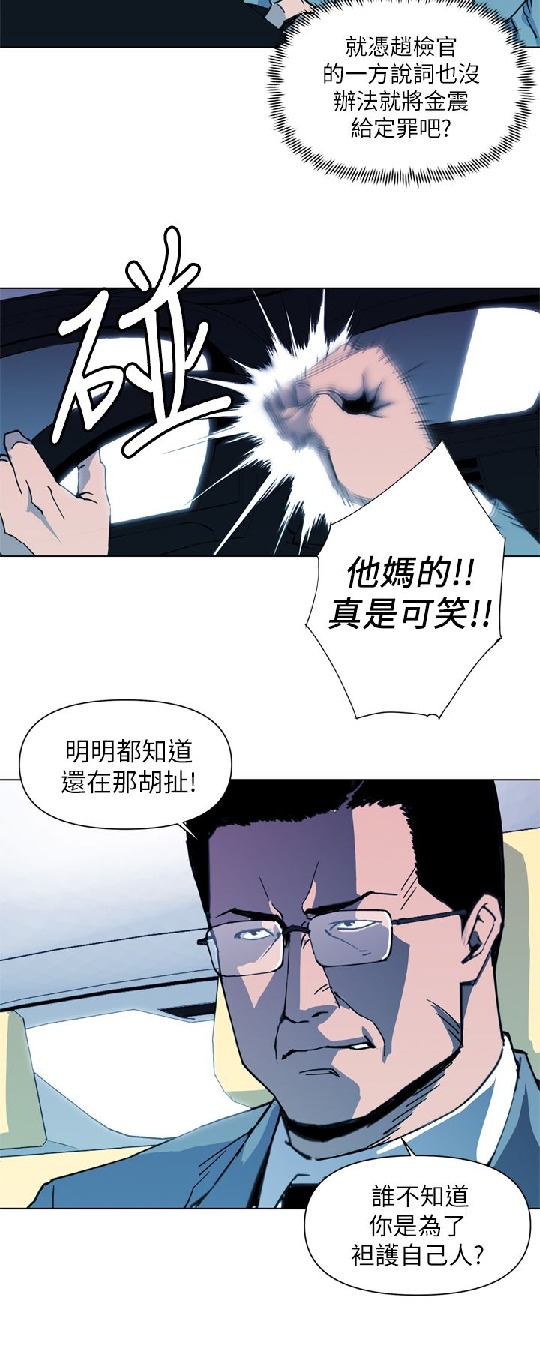 就憑趙檢官
的一方說詞也沒
辦法就將金震
給定罪吧?
碰
他媽的!!
真是可笑!!
明明都知道
還在那胡扯!
誰不知道
你是為了
袒護自己人?